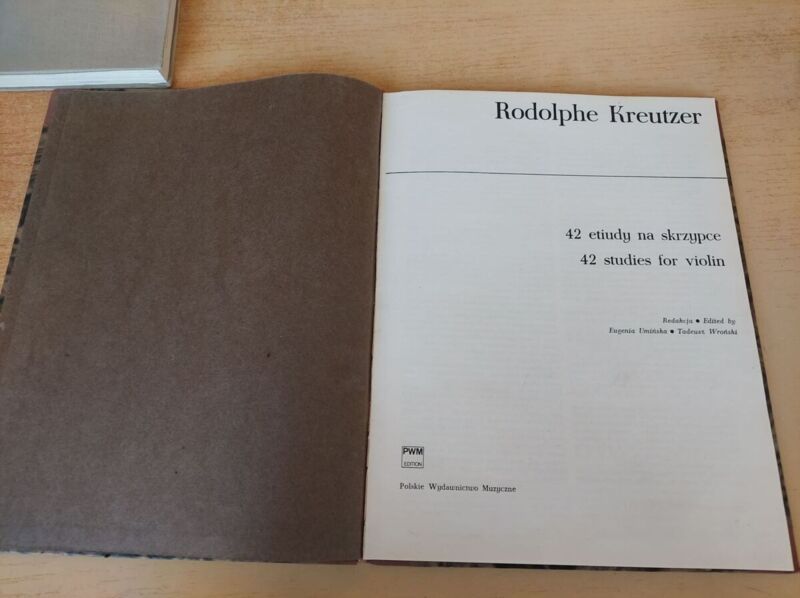 Rodolphe Kreutzer
42 etiudy na skrzypce
42 studies for violin
Redakcja • Edited by
Eugenia Umińska • Tadeusz Wroński
PWM
EDITION
Polskie Wydawnictwo Muzyczne